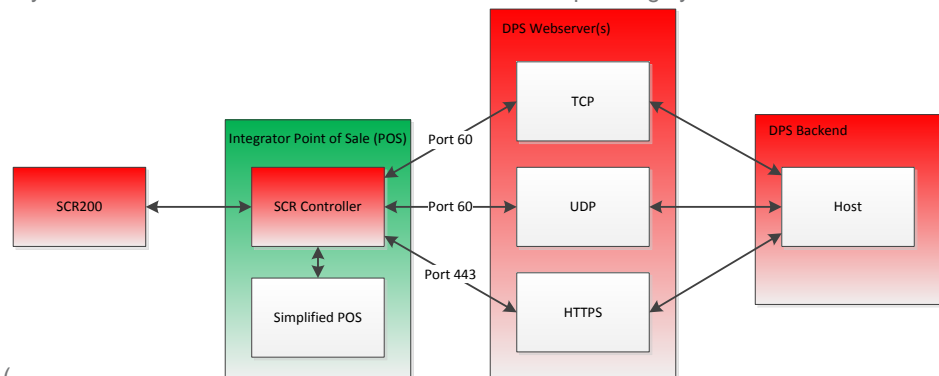 DPS Webserver(s)
TCP
Integrator Point of Sale (POS)
Port 60
DPS Backend
SCR200
SCR Controller
Port 60
UDP
Host
Port 443
Simplified POS
HTTPS
(